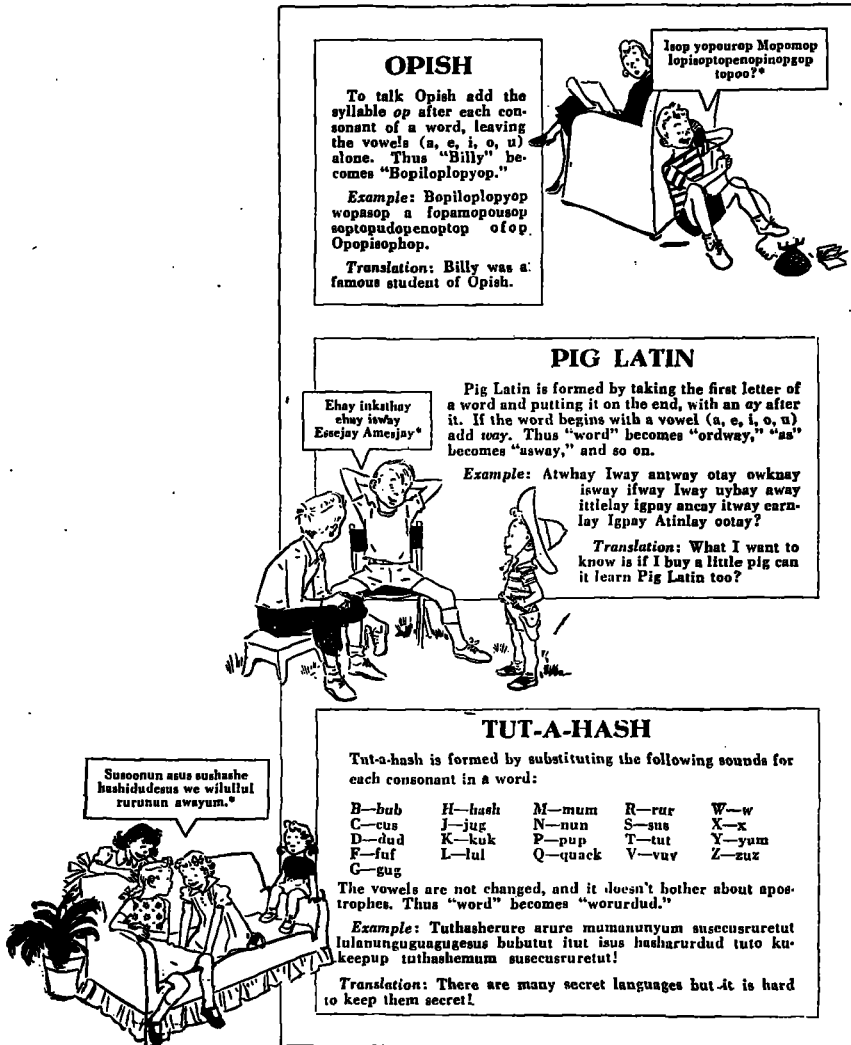 OPISH
To talk Opish add the
syllable op after each con-
sonant of a word, leaving
the vowels (a, e, i, o, u)
alone. Thus "Billy" be-
comes "Bopiloplopyop."
Example: Bopiloplopyop
wopasop a fopamopousop
soptopudopenoptop ofop
Opopisophop.
Translation: Billy was a
famous student of Opish.
Isop yopourop Mopomop
lopisoptopenopinopgop
topoo?*
PIG LATIN
Pig Latin is formed by taking the first letter of
a word and putting it on the end, with an ay after
it. If the word begins with a vowel (a, e, i, o, u)
add way. Thus "word" becomes "ordway," "as"
becomes "asway," and so on.
Example: Atwhay Iway antway otay owknay
isway ifway Iway uybay away
ittlelay igpay ancay itway earn-
lay Igpay Atinlay ootay?
Translation: What I want to
know is if I buy a little pig can
it learn Pig Latin too?
Ehay inksthay
ehay isway
Essejay Amesjay*
TUT-A-HASH
Tut-a-hash is formed by substituting the following sounds for
each consonant in a word:
B—bub H—hash M—mum R—rur W—w
C—cus J—jug N—nun S—sus X—x
D—dud K—kuk P—pup T—tut Y—yum
F—fuf L—lul Q—quack V—vuv Z—zuz
G—gug
The vowels are not changed, and it doesn't bother about apos-
trophes. Thus "word" becomes "worurdud."
Example: Tuthasherure arure mumanunyum susecusruretut
lulanunguguagugesus bubutut itut isus hasharurdud tuto ku-
keepup tuthashemum susecusruretut!
Translation: There are many secret languages but it is hard
to keep them secret!
Susoonun asus sushashe
hashidudesus we wilullul
rurunun awayum.*